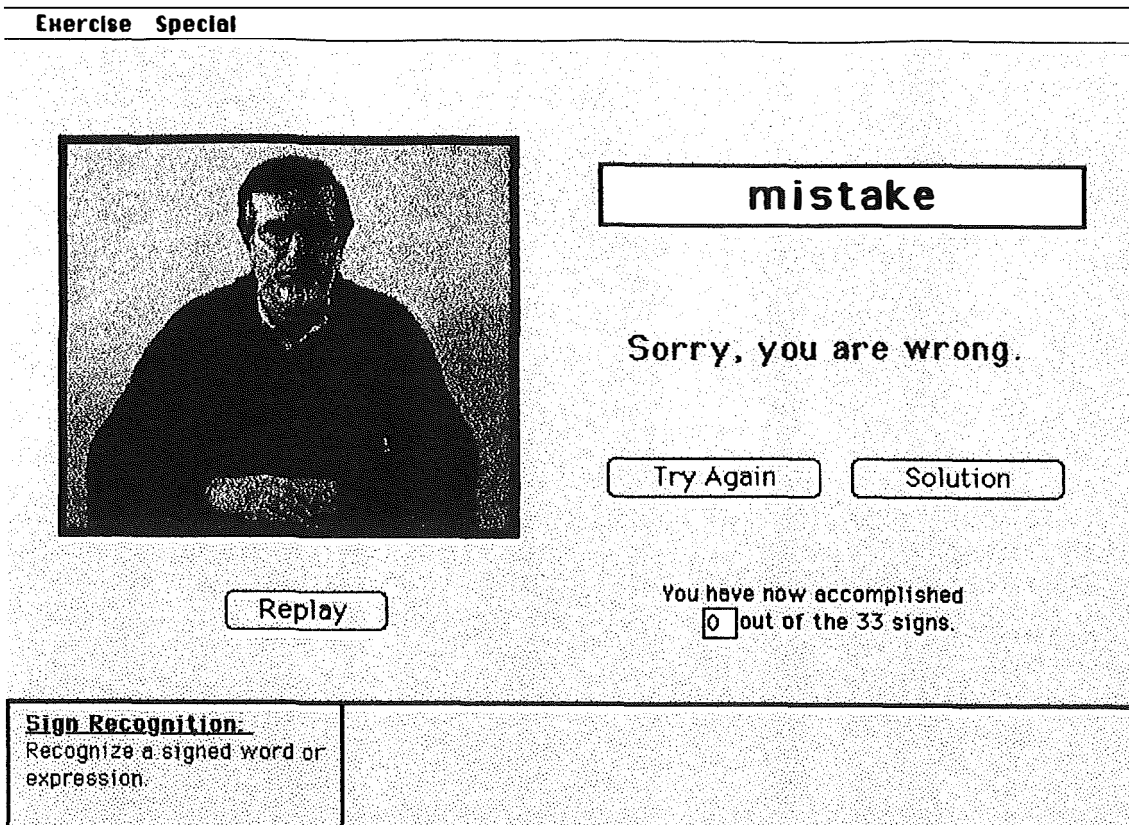 Exercise Special
mistake
Sorry, you are wrong.
Try Again
Solution
Replay
You have now accomplished
0 out of the 33 signs.
Sign Recognition:
Recognize a signed word or
expression.